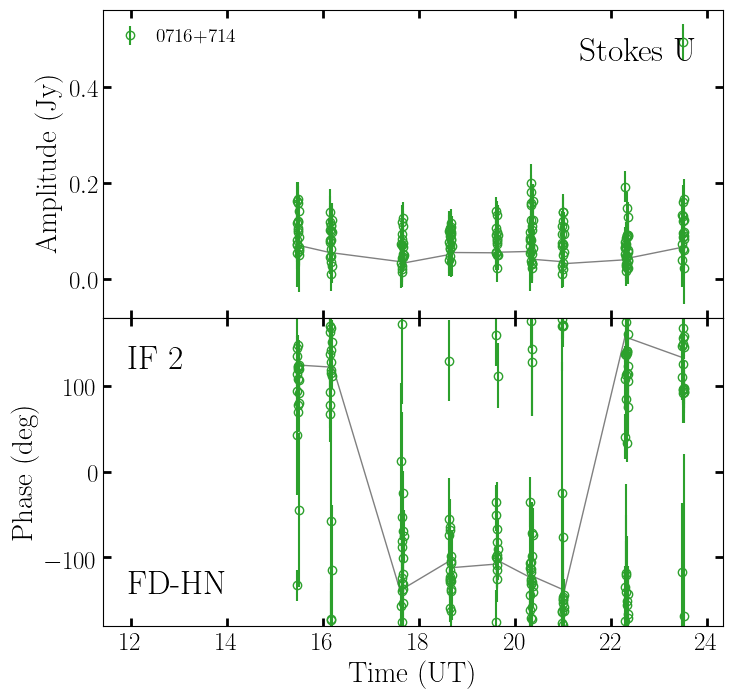 0716+714
Stokes U
Amplitude (Jy)
0.4
0.2
0.0
IF 2
Phase (deg)
100
0
−100
FD-HN
12 14 16 18 20 22 24
Time (UT)